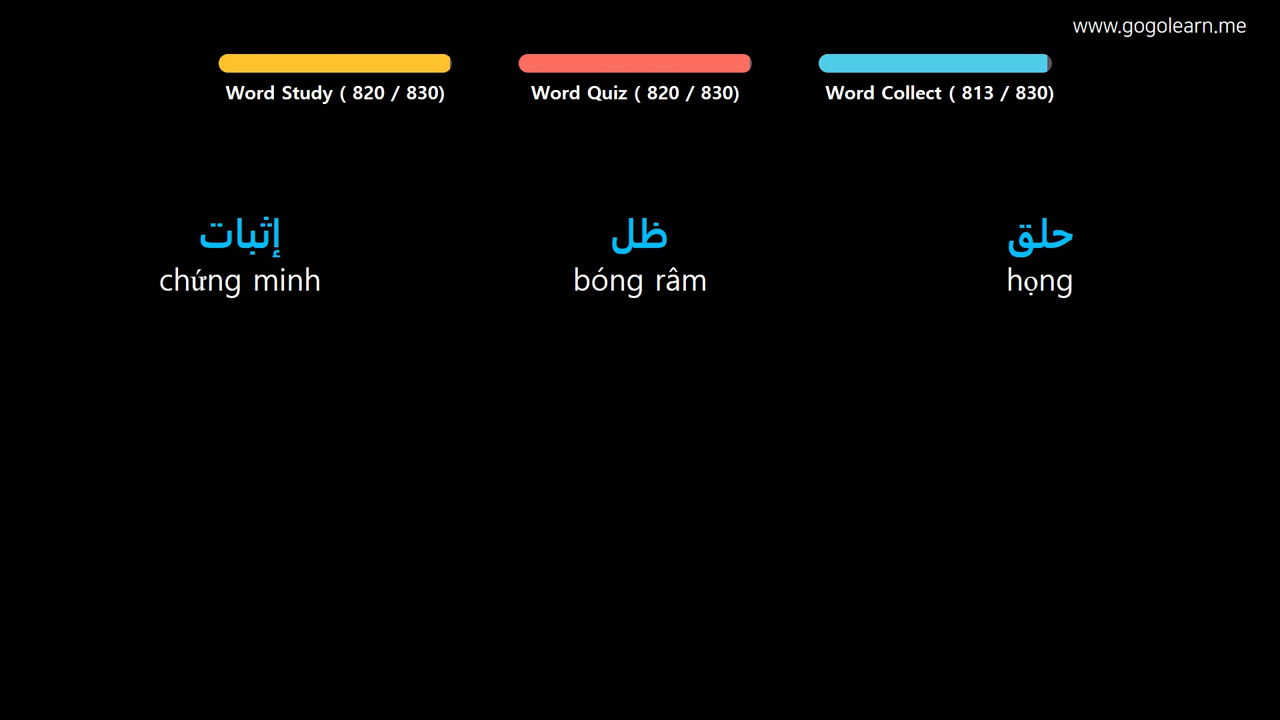 www.gogolearn.me
Word Study ( 820 / 830)
Word Quiz ( 820 / 830)
Word Collect ( 813 / 830)
إثبات
chứng minh
ظل
bóng râm
حلق
họng